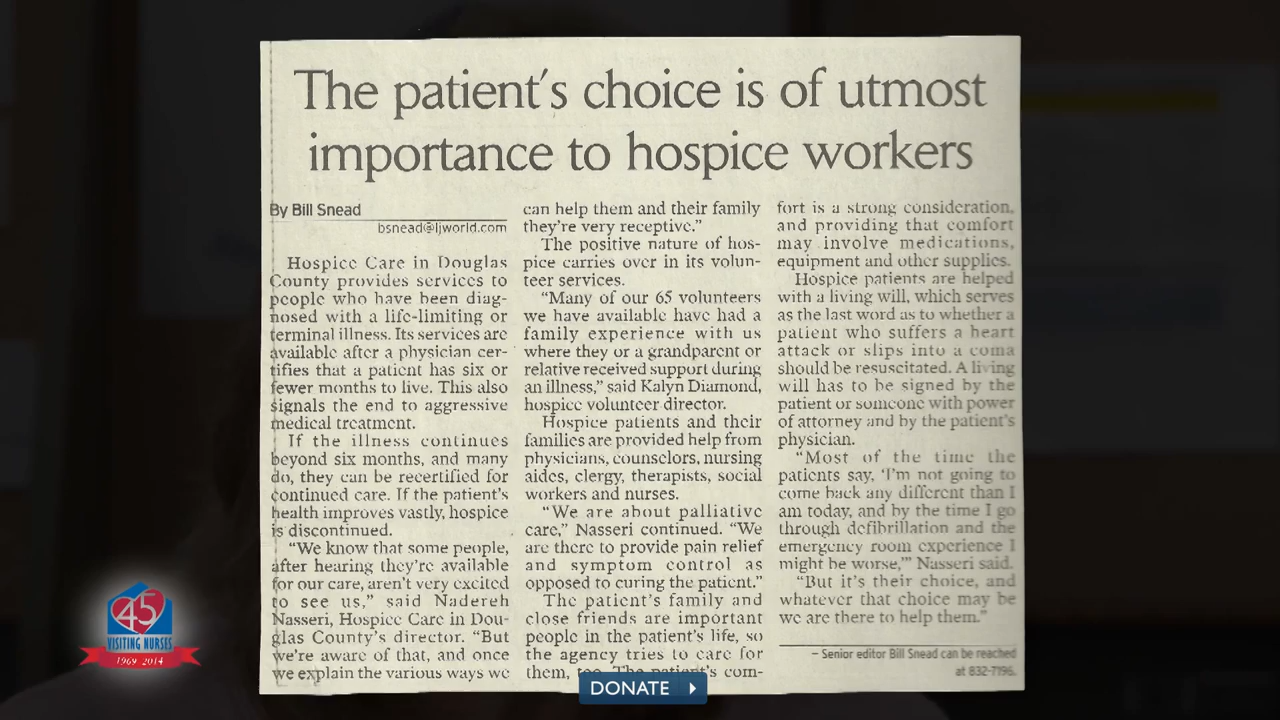 The patient's choice is of utmost
importance to hospice workers
By Bill Snead
bsnead@ljworld.com
Hospice Care in Douglas
County provides services to
people who have been diag-
nosed with a life-limiting or
terminal illness. Its services are
available after a physician cer-
tifies that a patient has six or
fewer months to live. This also
signals the end to aggressive
medical treatment.
If the illness continues
beyond six months, and many
do, they can be recertified for
continued care. If the patient's
health improves vastly, hospice
is discontinued.
"We know that some people,
after hearing they're available
for our care, aren't very excited
to see us," said Nadereh
Nasseri, Hospice Care in Dou-
glas County's director. "But
we're aware of that, and once
we explain the various ways we
can help them and their family
they're very receptive."
The positive nature of hos-
pice carries over in its volun-
teer services.
"Many of our 65 volunteers
we have available have had a
family experience with us
where they or a grandparent or
relative received support during
an illness," said Kalyn Diamond,
hospice volunteer director.
Hospice patients and their
families are provided help from
physicians, counselors, nursing
aides, clergy, therapists, social
workers and nurses.
"We are about palliative
care," Nasseri continued. "We
are there to provide pain relief
and symptom control as
opposed to curing the patient."
The patient's family and
close friends are important
people in the patient's life, so
the agency tries to care for
them, too. The patient's com-
fort is a strong consideration,
and providing that comfort
may involve medications,
equipment and other supplies.
Hospice patients are helped
with a living will, which serves
as the last word as to whether a
patient who suffers a heart
attack or slips into a coma
should be resuscitated. A living
will has to be signed by the
patient or someone with power
of attorney and by the patient's
physician.
"Most of the time the
patients say, 'I'm not going to
come back any different than I
am today, and by the time I go
through defibrillation and the
emergency room experience I
might be worse,'" Nasseri said.
"But it's their choice, and
whatever that choice may be
we are there to help them."
– Senior editor Bill Snead can be reached
at 832-7196.
45
VISITING NURSES
1969 2014
DONATE